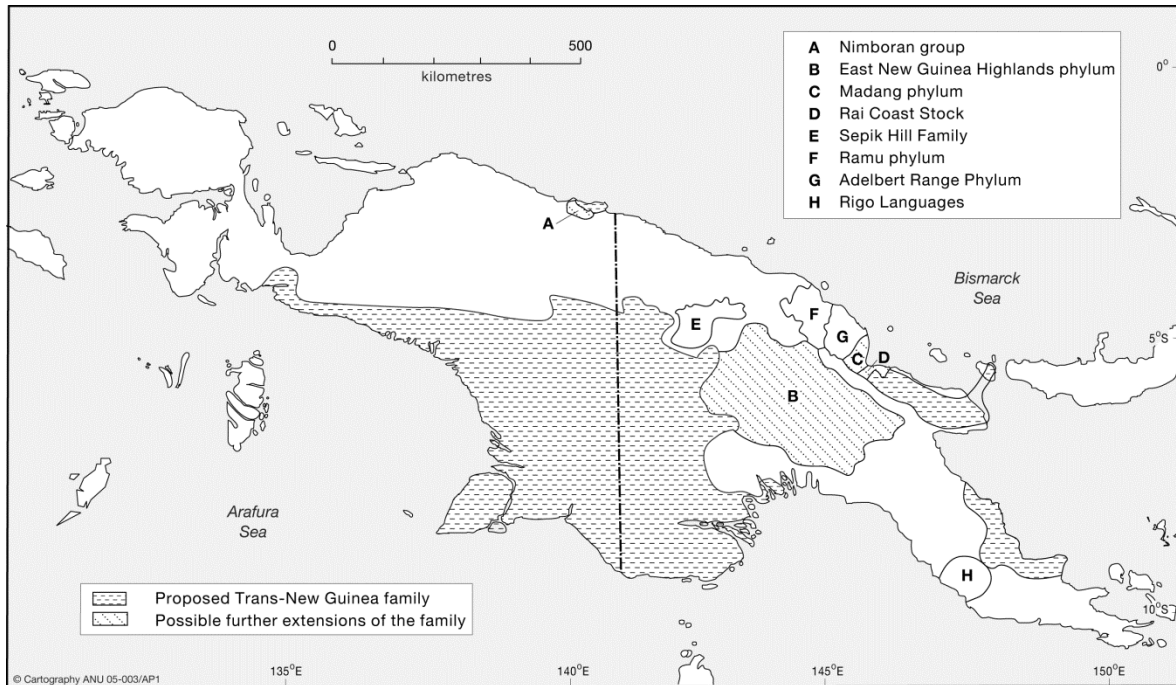 0 500
kilometres
A Nimboran group
B East New Guinea Highlands phylum
C Madang phylum
D Rai Coast Stock
E Sepik Hill Family
F Ramu phylum
G Adelbert Range Phylum
H Rigo Languages
0°
A
Bismarck
Sea
E
F
G
5°S
C
D
B
Arafura
Sea
H
Proposed Trans-New Guinea family
Possible further extensions of the family
10°S
135°E
140°E
145°E
150°E
© Cartography ANU 05-003/AP1